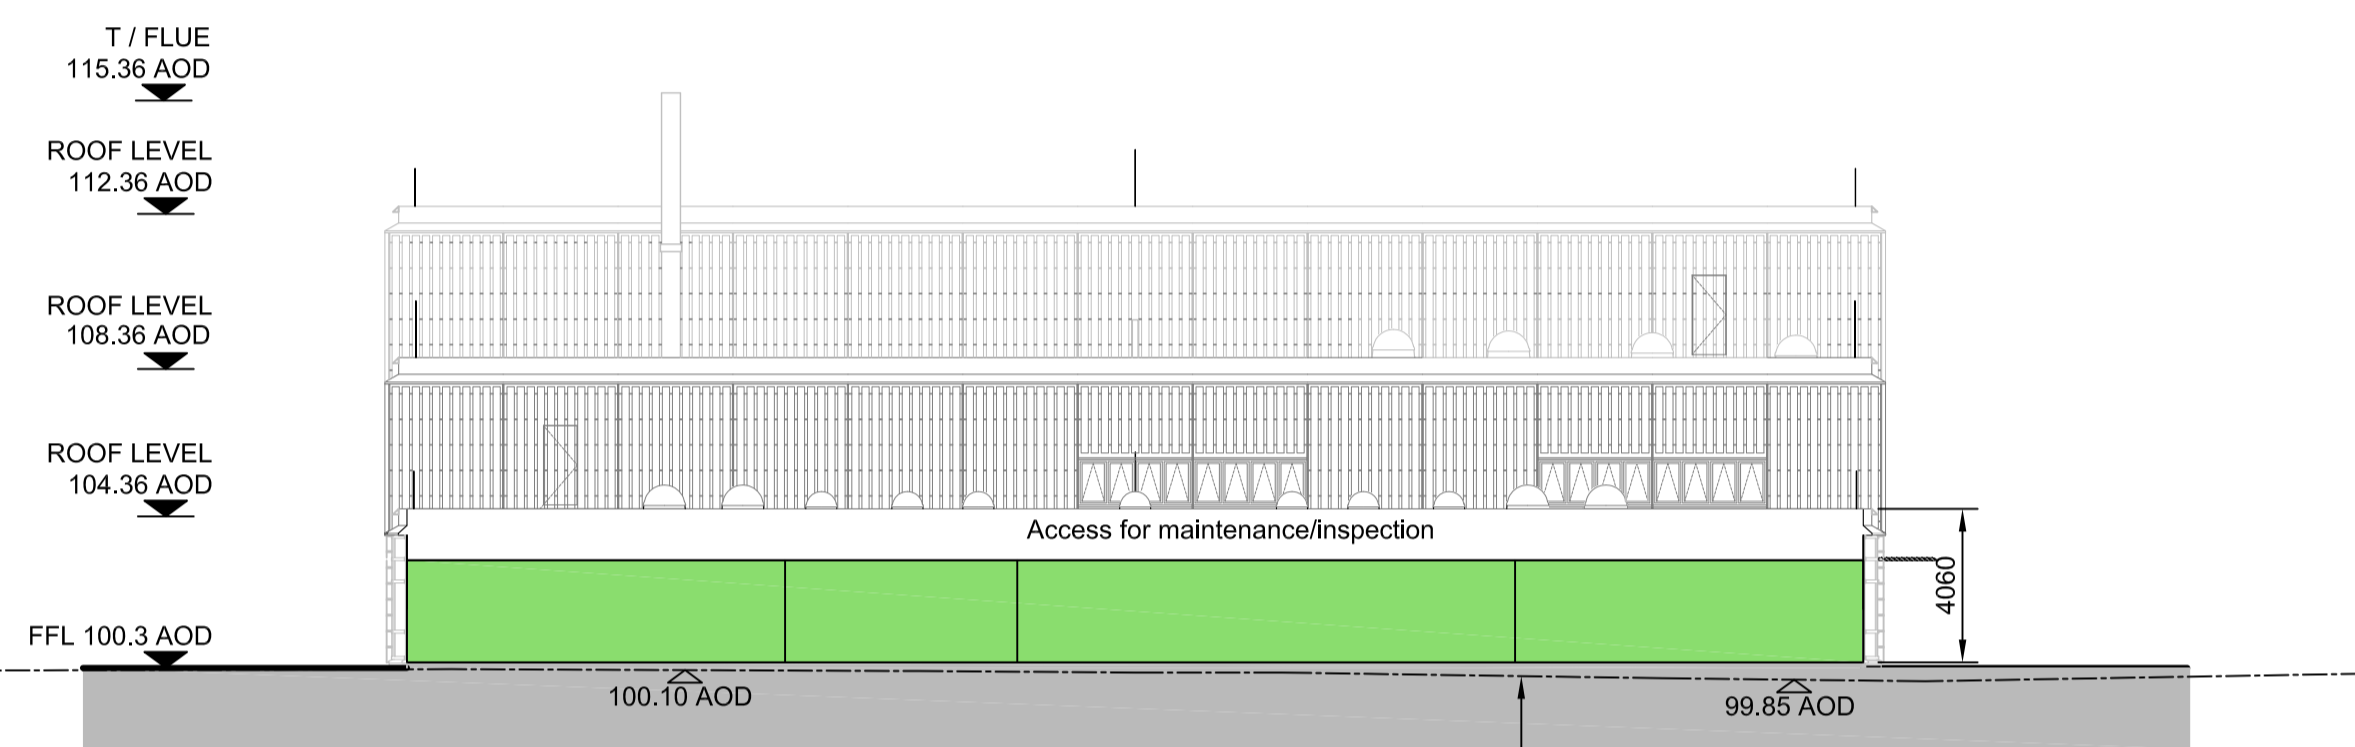 T / FLUE
115.36 AOD
ROOF LEVEL
112.36 AOD
ROOF LEVEL
108.36 AOD
ROOF LEVEL
104.36 AOD
Access for maintenance/inspection
4060
FFL 100.3 AOD
100.10 AOD
99.85 AOD